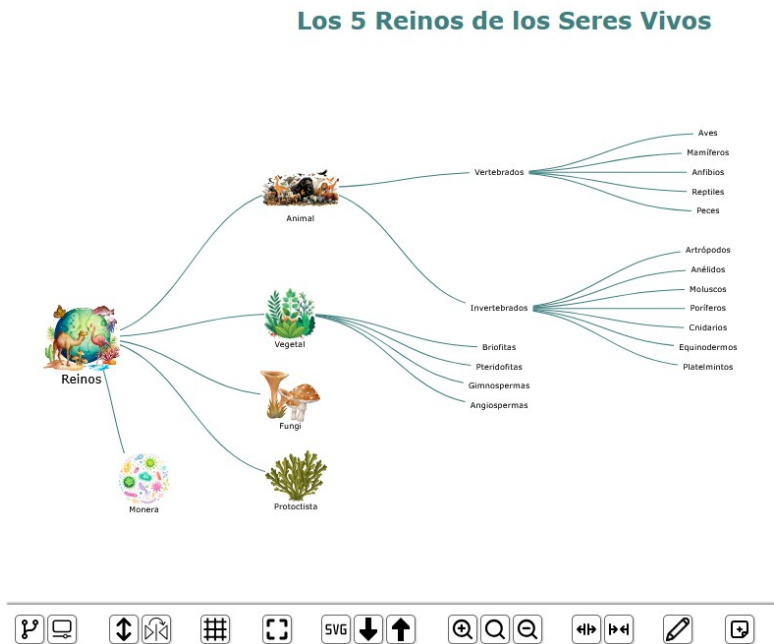 Los 5 Reinos de los Seres Vivos
Reinos
Animal
Vertebrados
Aves
Mamíferos
Anfibios
Reptiles
Peces
Invertebrados
Artrópodos
Anélidos
Moluscos
Poríferos
Cnidarios
Equinodermos
Platelmintos
Vegetal
Briofitas
Pteridofitas
Gimnospermas
Angiospermas
Fungi
Protoctista
Monera
SVG